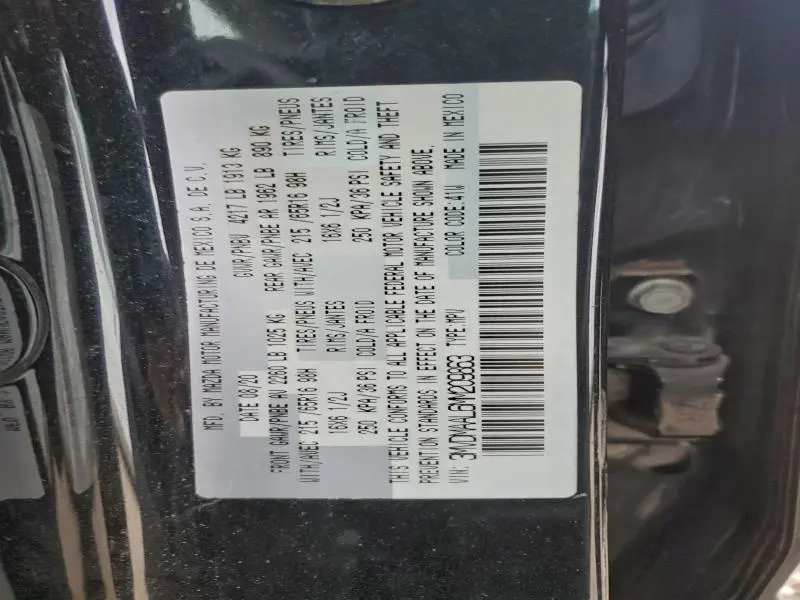 MFD. BY MAZDA MOTOR MANUFACTURING DE MEXICO S.A. DE C.V.
DATE 08/20 GVWR/PNBV 4217 LB 1913 KG
FRONT GAWR/PNBE AV 2260 LB 1025 KG REAR GAWR/PNBE AR 1962 LB 890 KG
WITH/AVEC 215 /65R16 98H TIRES/PNEUS WITH/AVEC 215 /65R16 98H TIRES/PNEUS
16X6 1/2J RIMS/JANTES 16X6 1/2J RIMS/JANTES
250 KPA/36 PSI COLD/A FROID 250 KPA/36 PSI COLD/A FROID
THIS VEHICLE CONFORMS TO ALL APPLICABLE FEDERAL MOTOR VEHICLE SAFETY AND THEFT
PREVENTION STANDARDS IN EFFECT ON THE DATE OF MANUFACTURE SHOWN ABOVE.
VIN: 3MVDMAAL6MM209863 TYPE:MPV COLOR CODE:41W MADE IN MEXICO